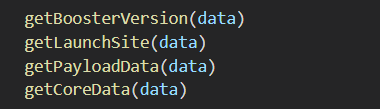 getBoosterVersion(data)
getLaunchSite(data)
getPayloadData(data)
getCoreData(data)